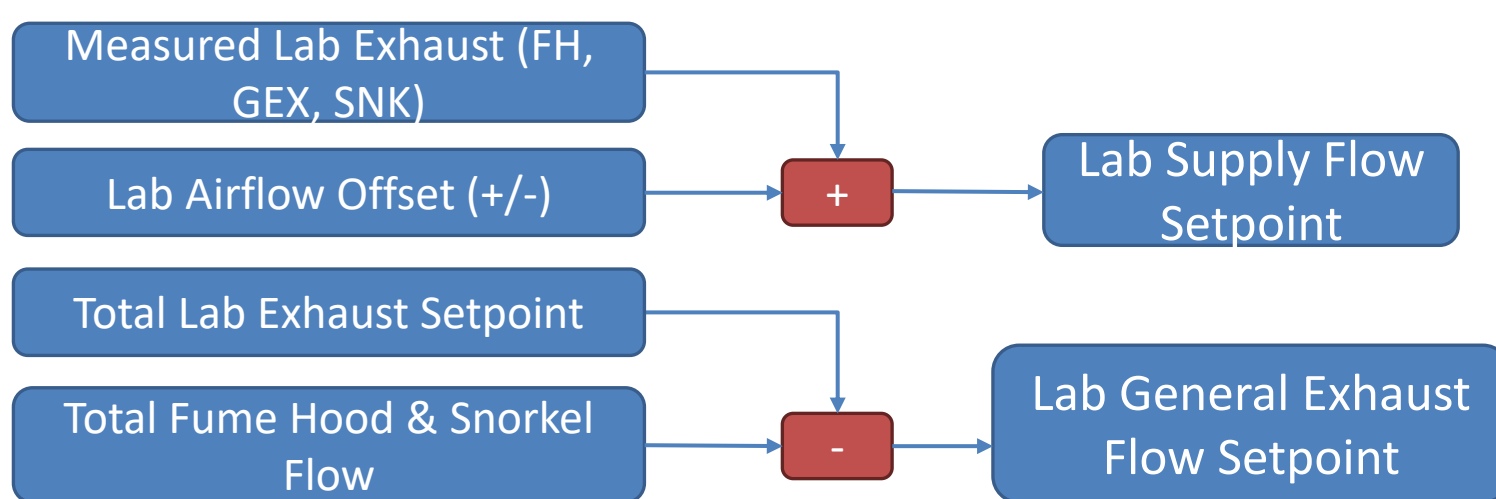 Measured Lab Exhaust (FH,
GEX, SNK)
Lab Airflow Offset (+/-)
+
Lab Supply Flow
Setpoint
Total Lab Exhaust Setpoint
Total Fume Hood & Snorkel
Flow
-
Lab General Exhaust
Flow Setpoint